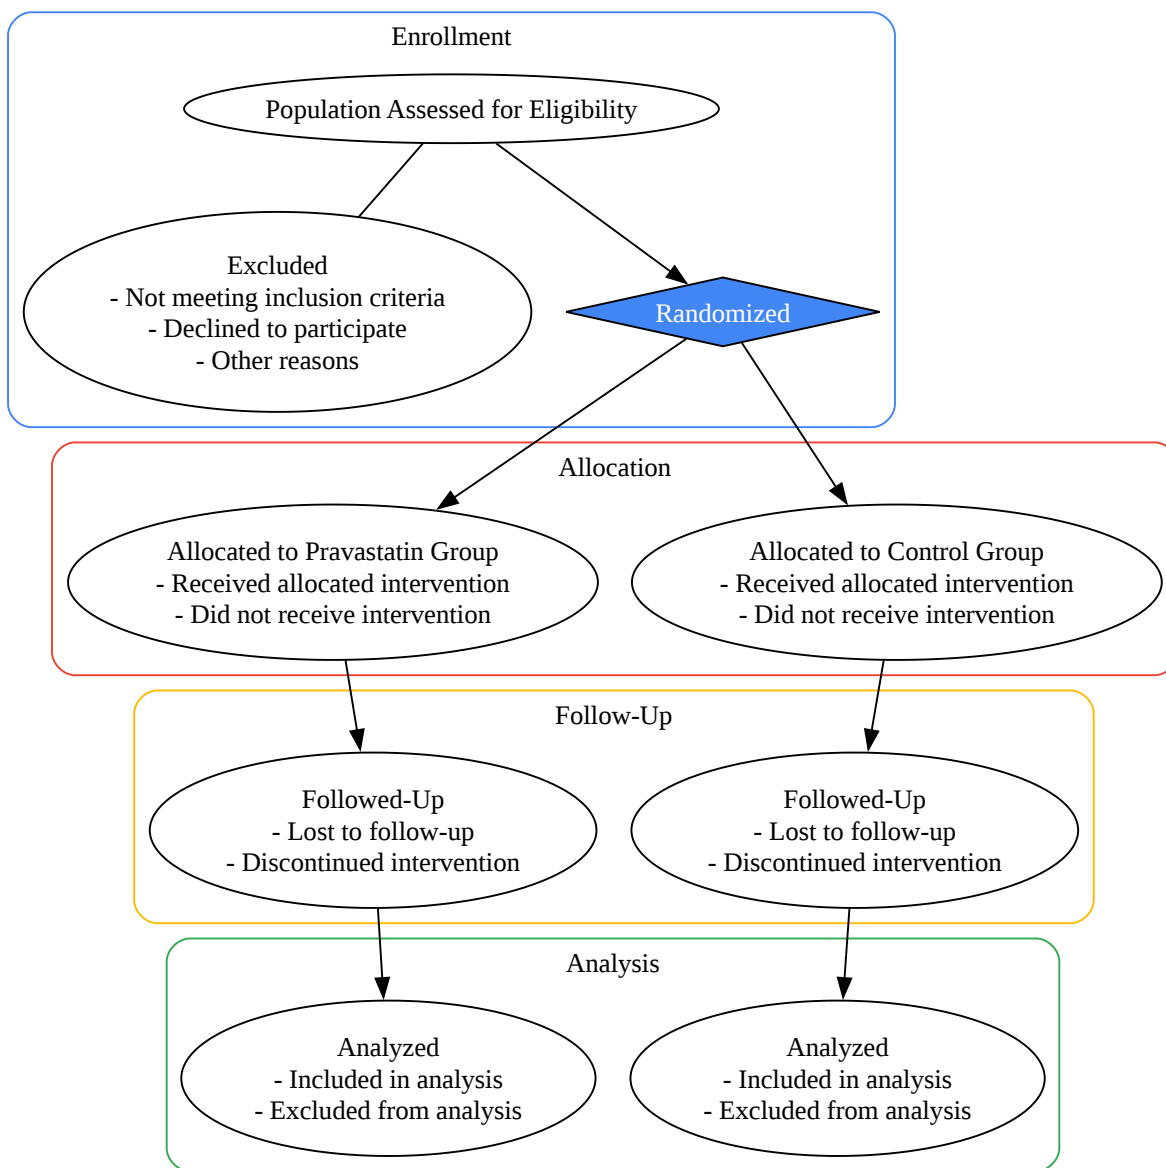 Enrollment
Population Assessed for Eligibility
Excluded
- Not meeting inclusion criteria
- Declined to participate
- Other reasons
Randomized
Allocation
Allocated to Pravastatin Group
- Received allocated intervention
- Did not receive intervention
Allocated to Control Group
- Received allocated intervention
- Did not receive intervention
Follow-Up
Followed-Up
- Lost to follow-up
- Discontinued intervention
Followed-Up
- Lost to follow-up
- Discontinued intervention
Analysis
Analyzed
- Included in analysis
- Excluded from analysis
Analyzed
- Included in analysis
- Excluded from analysis